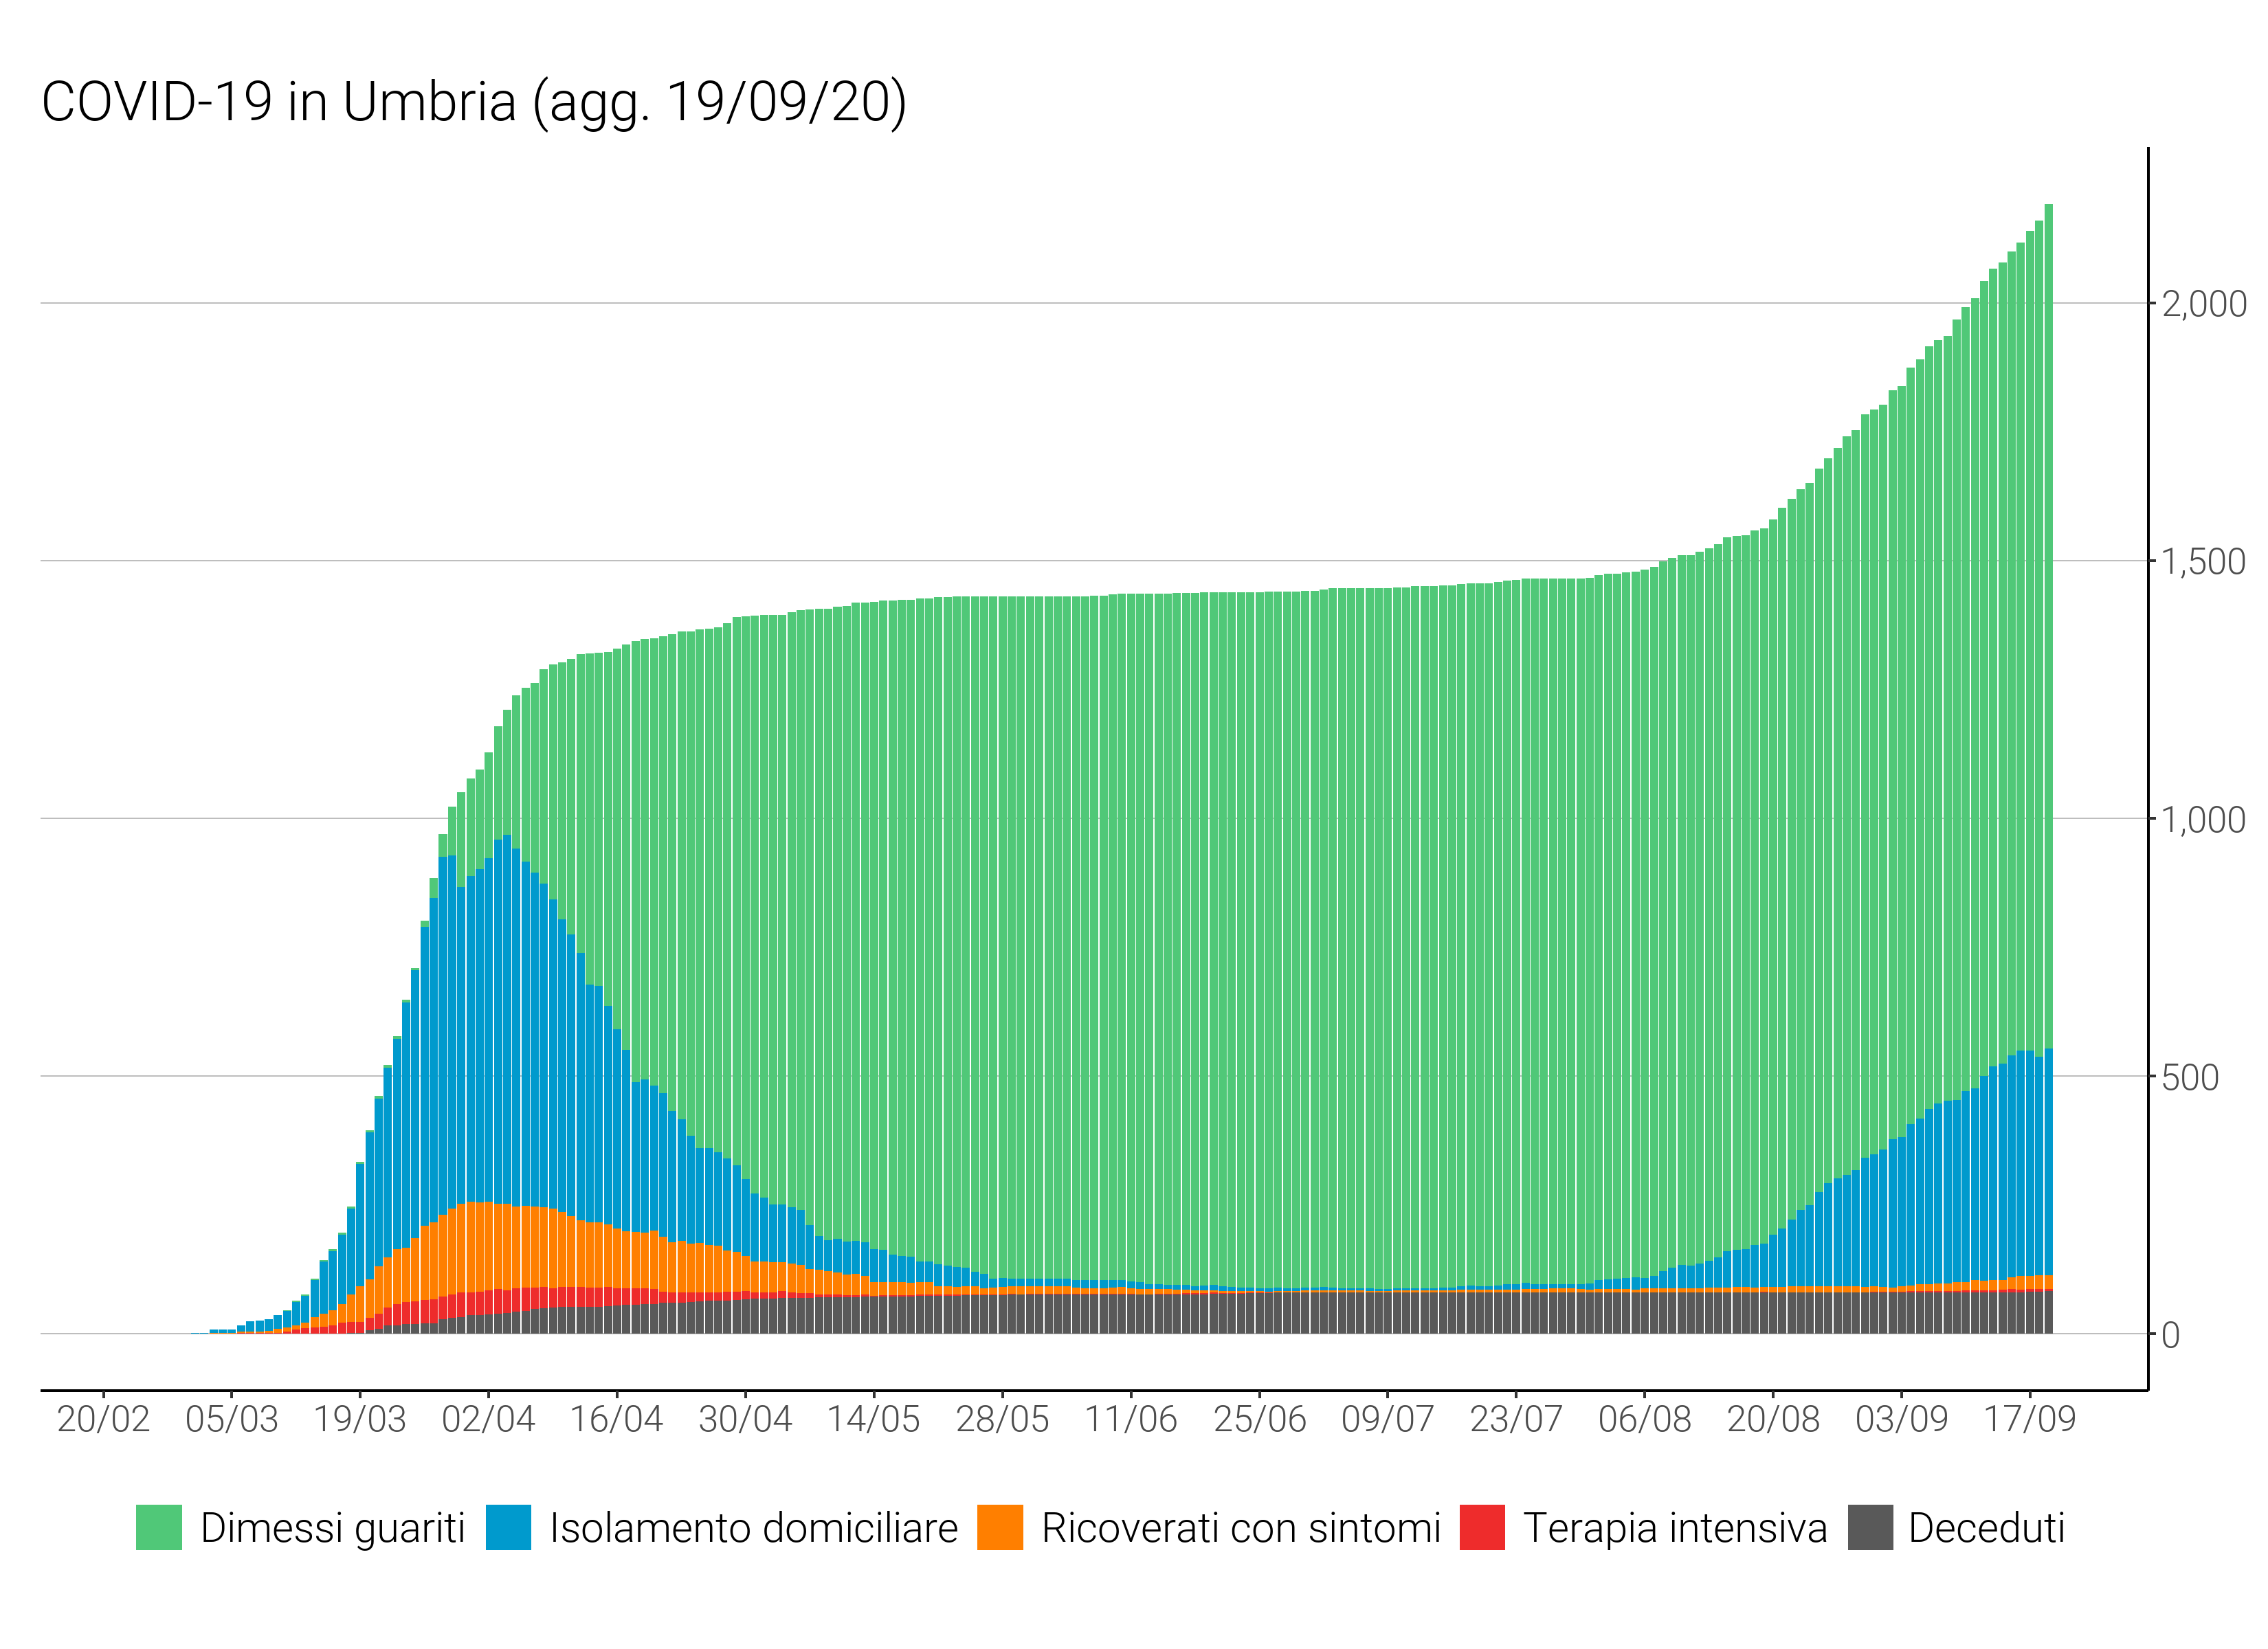 COVID-19 in Umbria (agg. 19/09/20)
2,000
1,500
1,000
500
0
20/02 05/03 19/03 02/04 16/04 30/04 14/05 28/05 11/06 25/06 09/07 23/07 06/08 20/08 03/09 17/09
Dimessi guariti Isolamento domiciliare Ricoverati con sintomi Terapia intensiva Deceduti